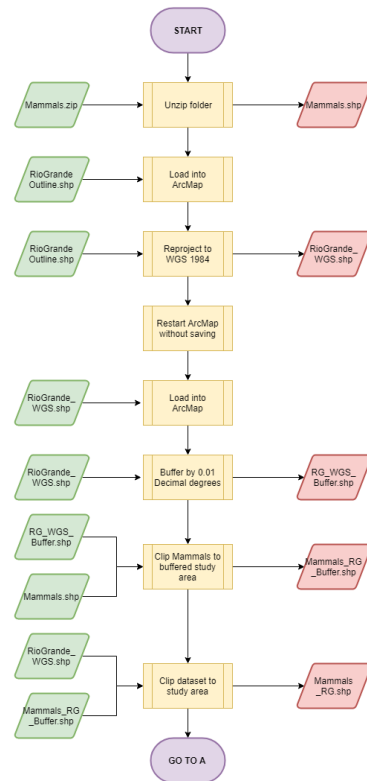 START
Mammals.zip
Unzip folder
Mammals.shp
RioGrande
Outline.shp
Load into
ArcMap
RioGrande
Outline.shp
Reproject to
WGS 1984
RioGrande_
WGS.shp
Restart ArcMap
without saving
RioGrande_
WGS.shp
Load into
ArcMap
RioGrande_
WGS.shp
Buffer by 0.01
Decimal degrees
RG_WGS_
Buffer.shp
RG_WGS_
Buffer.shp
Mammals.shp
Clip Mammals to
buffered study
area
Mammals_RG
_Buffer.shp
RioGrande_
WGS.shp
Mammals_RG
_Buffer.shp
Clip dataset to
study area
Mammals
_RG.shp
GO TO A